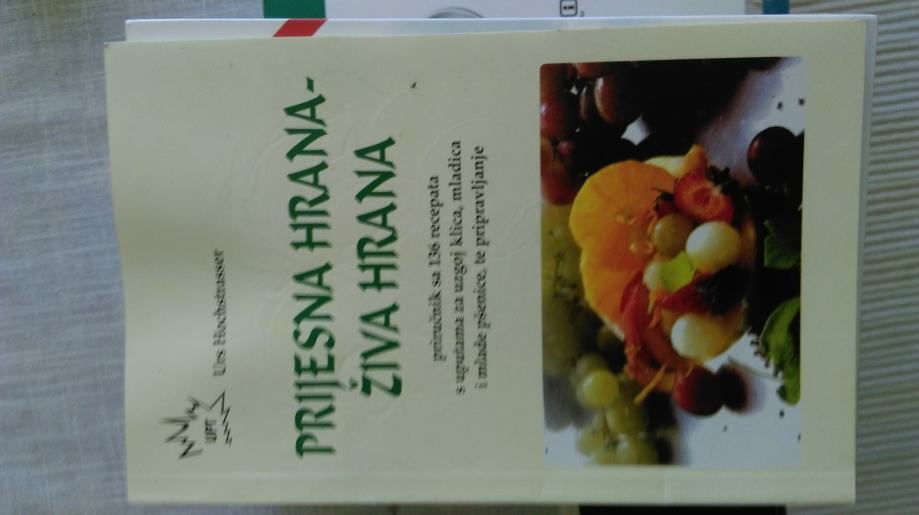 UPT
Urs Hochstrasser
PRIJESNA HRANA-
ŽIVA HRANA
priručnik sa 136 recepata
s uputama za uzgoj klica, mladica
i mlade pšenice, te pripravljanje